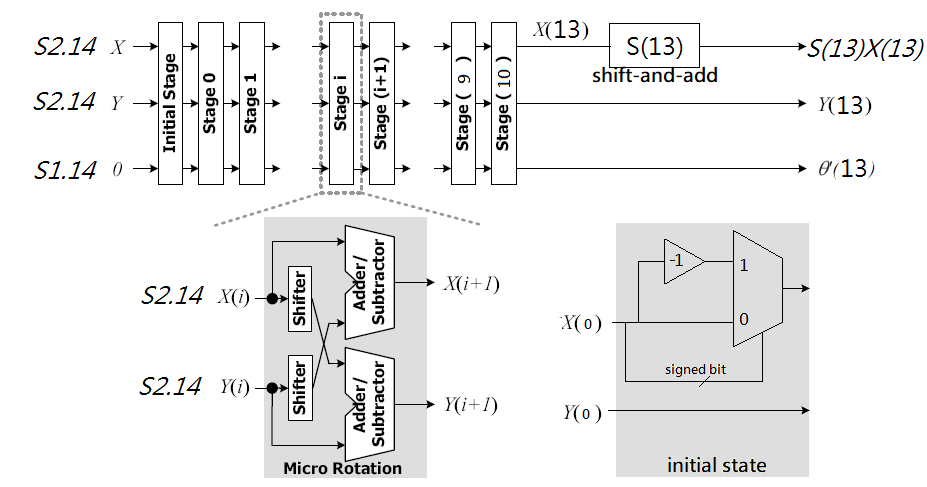 S2.14 X
S2.14 Y
S1.14 0
Initial Stage
Stage 0
Stage 1
Stage i
Stage (i+1)
Stage( 9 )
Stage( 10 )
X(13)
S(13)
shift-and-add
S(13)X(13)
Y(13)
θ'(13)
S2.14 X(i)
S2.14 Y(i)
Shifter
Shifter
Adder/
Subtractor
Adder/
Subtractor
X(i+1)
Y(i+1)
Micro Rotation
X(0)
Y(0)
-1
1
0
signed bit
initial state